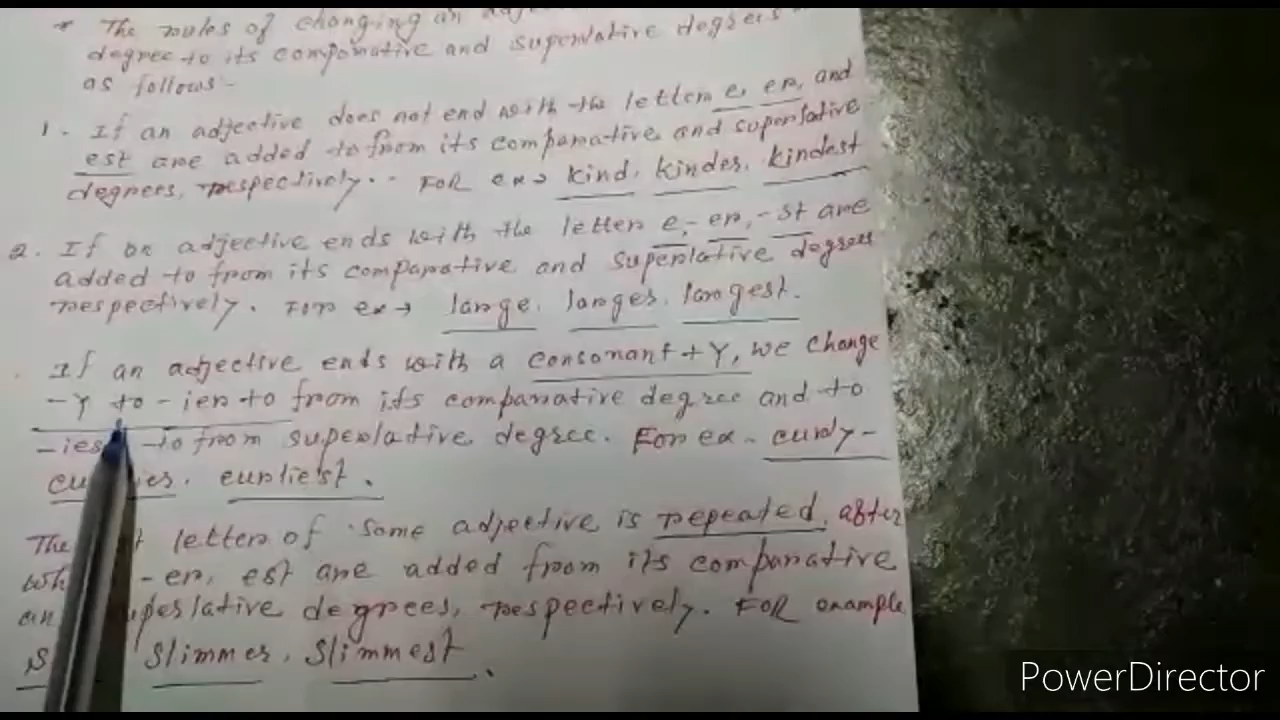 * The rules of changing an
degree to its comparative and superlative degrees
as follows -
1. If an adjective does not end with the letter e, er, and
est are added to from its comparative and superlative
degrees, respectively. - FOR ex→ kind, kinder, kindest
2. If an adjective ends with the letter e, - er, - st are
added to from its comparative and superlative degrees
respectively. For ex→ large, larger, largest.
. If an adjective ends with a consonant + Y, we change
- Y to - ier to from its comparative degree and to
- ies to from superlative degree. For ex - curly -
curliest.
The letter of some adjective is repeated, after
- er, est are added from its comparative
degrees, respectively. FOR example
slimmer, slimmest.
PowerDirector